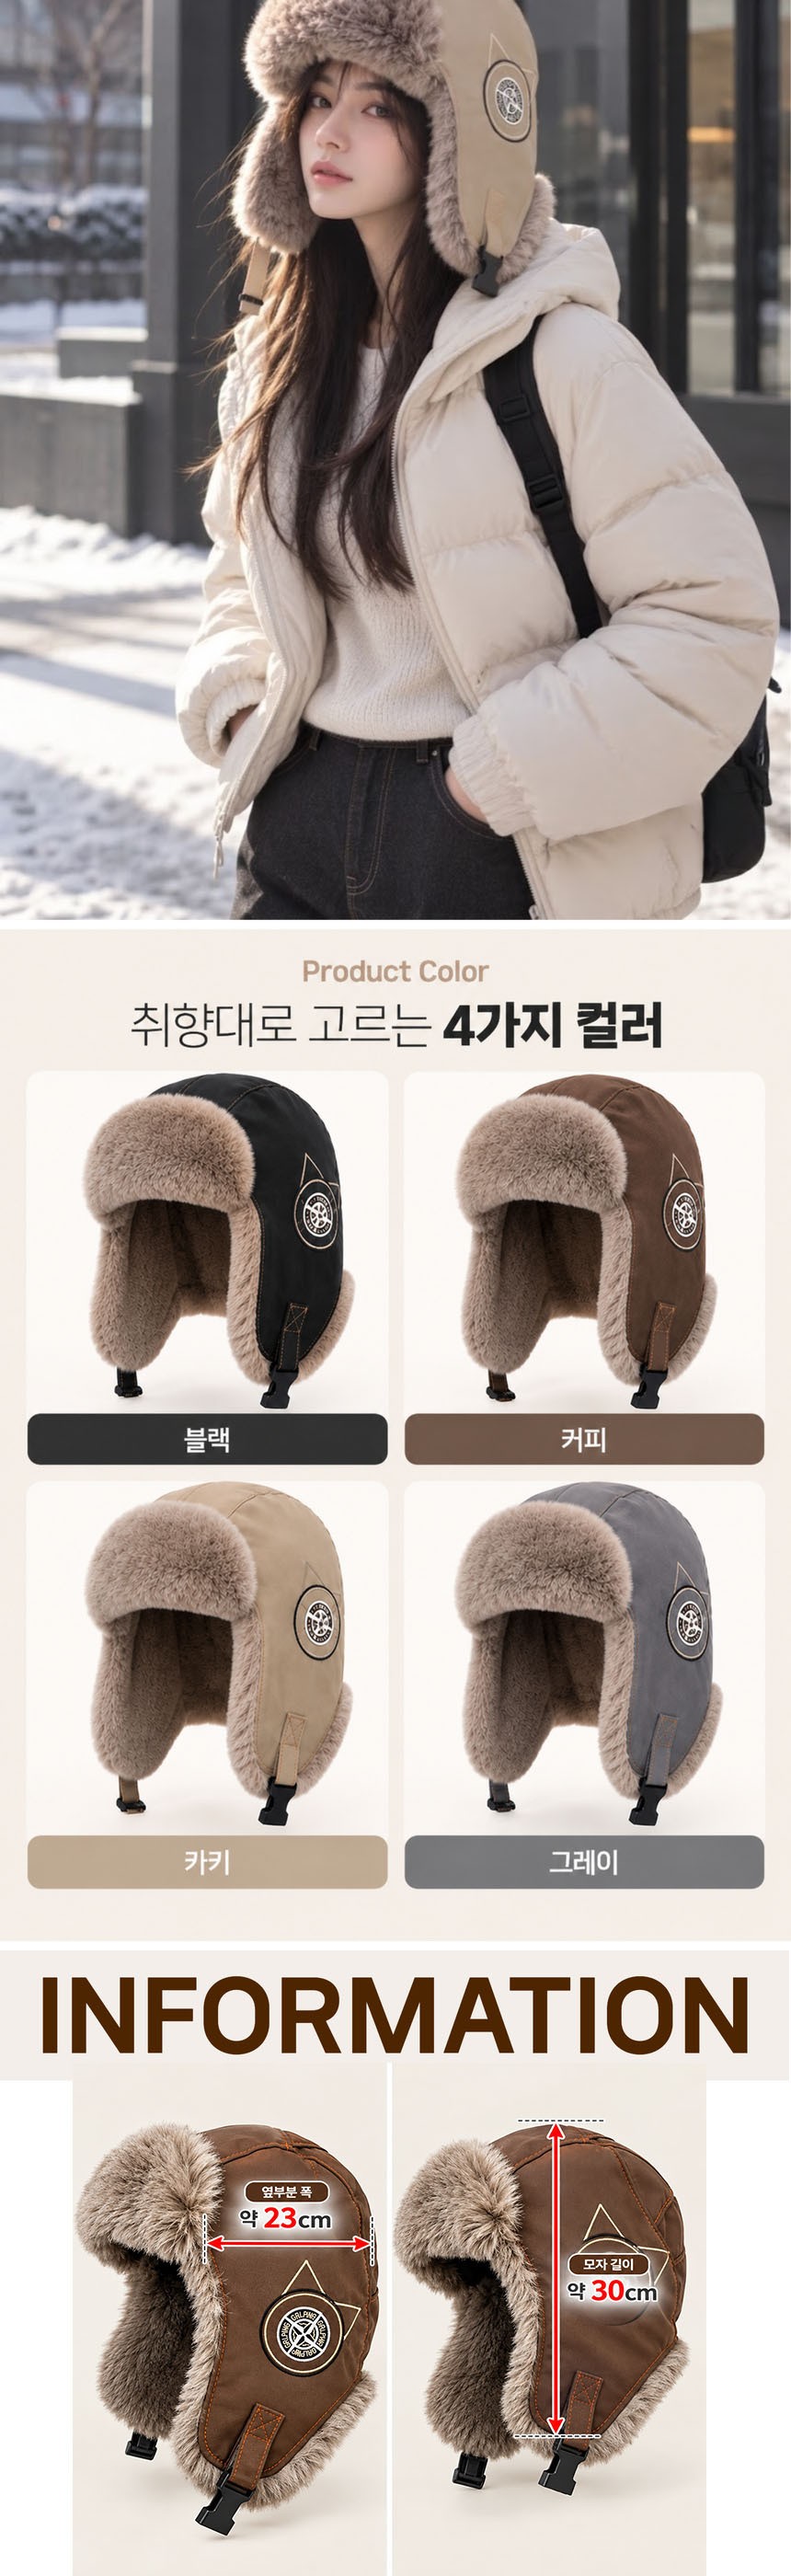 Product Color
취향대로 고르는 4가지 컬러
블랙
커피
카키
그레이
INFORMATION
옆부분 폭
약 23cm
모자 길이
약 30cm